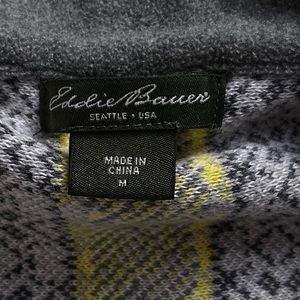 Eddie Bauer®
SEATTLE • USA
MADE IN
CHINA
M